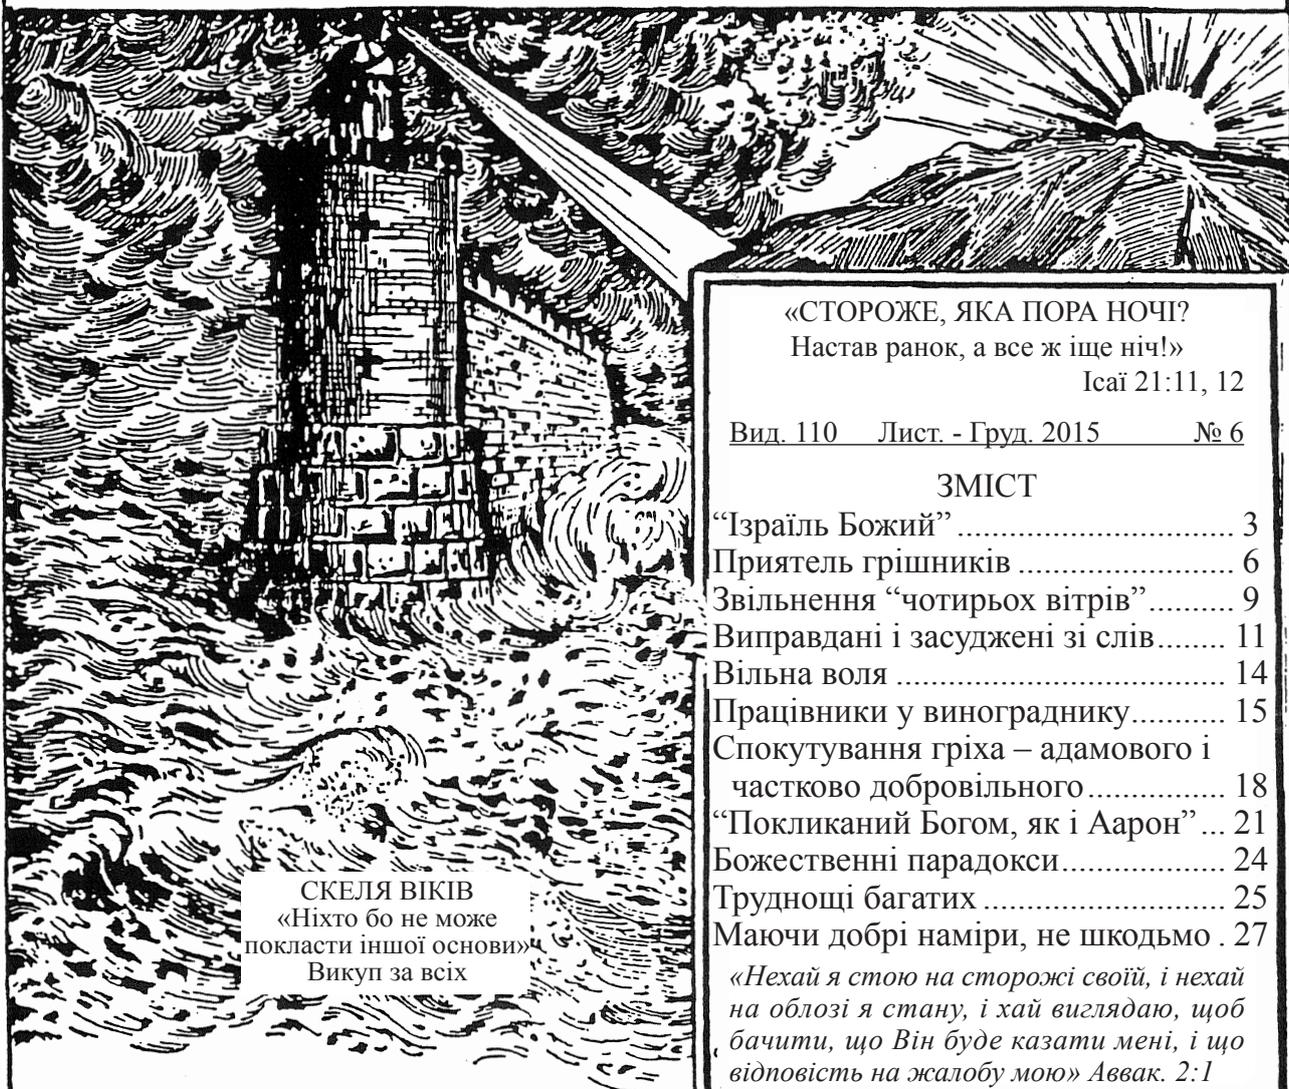 «СТОРОЖЕ, ЯКА ПОРА НОЧІ?
Настав ранок, а все ж іще ніч!»
Ісаї 21:11, 12
Вид. 110 Лист. - Груд. 2015 № 6
ЗМІСТ
“Ізраїль Божий” .................................. 3
Приятель грішників .......................... 6
Звільнення “чотирьох вітрів”.......... 9
Виправдані і засуджені зі слів........ 11
Вільна воля ........................................ 14
Працівники у винограднику........... 15
Спокутування гріха – адамового і
частково добровільного................. 18
“Покликаний Богом, як і Аарон”... 21
Божественні парадокси.................... 24
Труднощі багатих .............................. 25
Маючи добрі наміри, не шкодьмо . 27
«Нехай я стою на сторожі своїй, і нехай
на облозі я стану, і хай виглядаю, щоб
бачити, що Він буде казати мені, і що
відповість на жалобу мою» Аввак. 2:1
СКЕЛЯ ВІКІВ
«Ніхто бо не може
покласти іншої основи»
Викуп за всіх